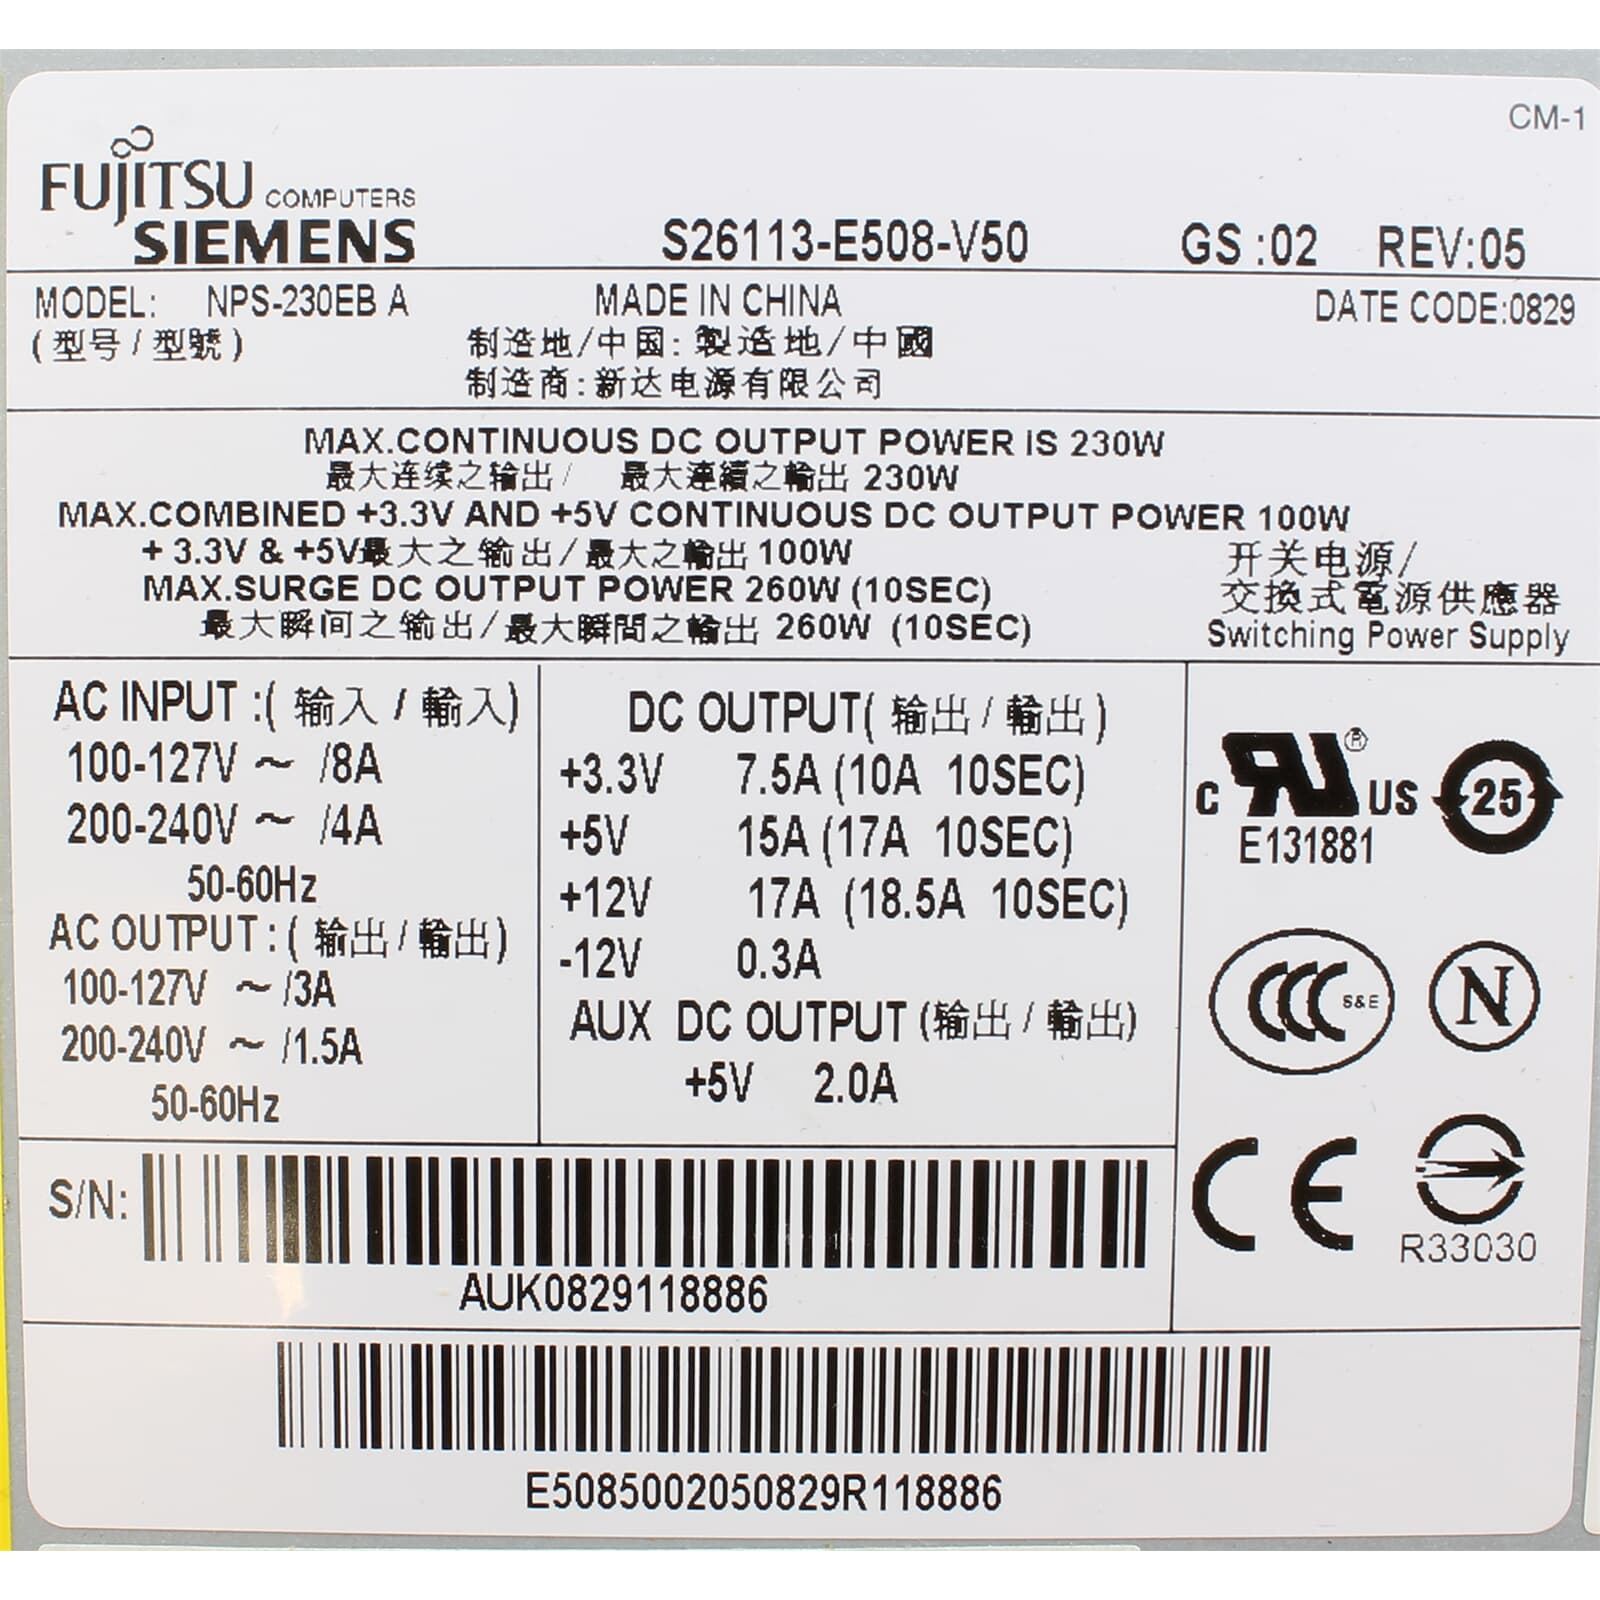 CM-1
FUJITSU COMPUTERS
SIEMENS
S26113-E508-V50 GS :02 REV:05
MODEL: NPS-230EB A MADE IN CHINA DATE CODE:0829
(型号/型號) 制造地/中国:製造地/中國
制造商:新达电源有限公司
MAX.CONTINUOUS DC OUTPUT POWER IS 230W
最大连续之输出/ 最大連續之輸出 230W
MAX.COMBINED +3.3V AND +5V CONTINUOUS DC OUTPUT POWER 100W
+ 3.3V & +5V最大之输出/最大之輸出 100W
MAX.SURGE DC OUTPUT POWER 260W (10SEC)
最大瞬间之输出/最大瞬間之輸出 260W (10SEC)
开关电源/
交換式電源供應器
Switching Power Supply
AC INPUT :( 输入 / 輸入)
100-127V ~ /8A
200-240V ~ /4A
50-60Hz
AC OUTPUT : ( 输出 / 輸出)
100-127V ~ /3A
200-240V ~ /1.5A
50-60Hz
DC OUTPUT( 输出 / 輸出 )
+3.3V 7.5A (10A 10SEC)
+5V 15A (17A 10SEC)
+12V 17A (18.5A 10SEC)
-12V 0.3A
AUX DC OUTPUT (输出 / 輸出)
+5V 2.0A
c RU® US 25
E131881
CCC S&E N
CE
R33030
S/N:
AUK0829118886
E5085002050829R118886